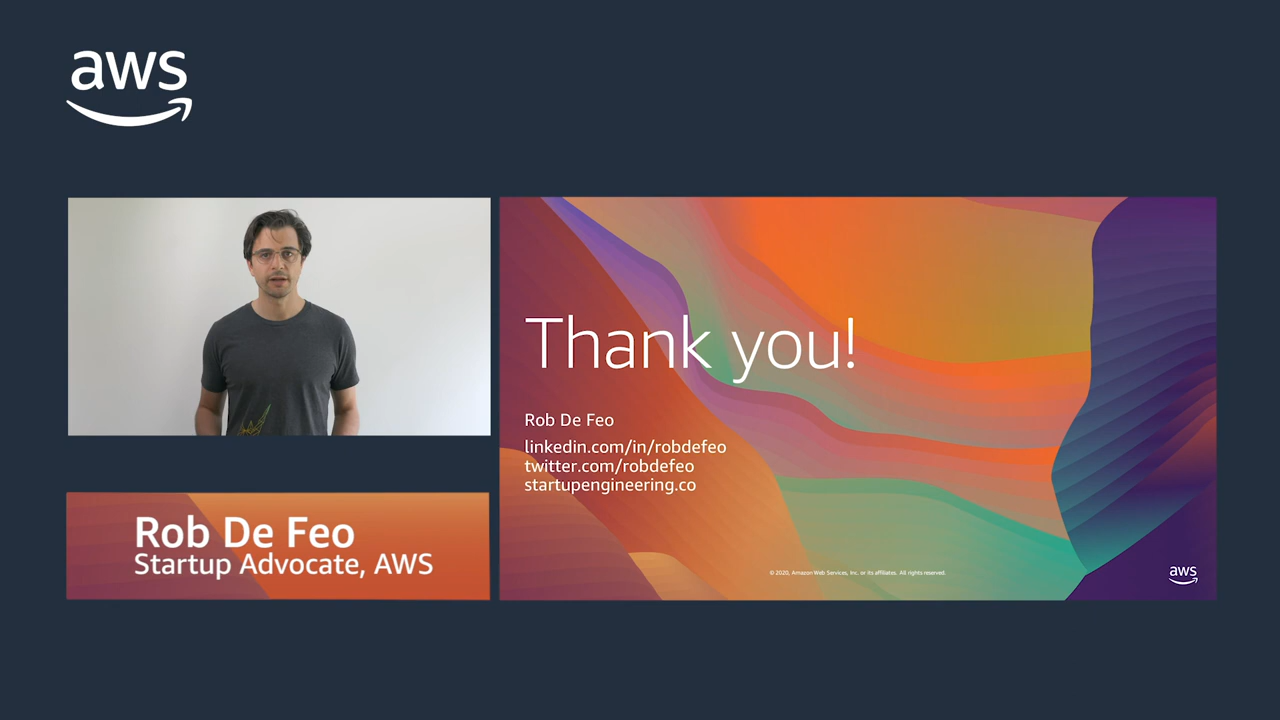 aws
Rob De Feo
Startup Advocate, AWS
Thank you!
Rob De Feo
linkedin.com/in/robdefeo
twitter.com/robdefeo
startupengineering.co
© 2020, Amazon Web Services, Inc. or its affiliates. All rights reserved.
aws